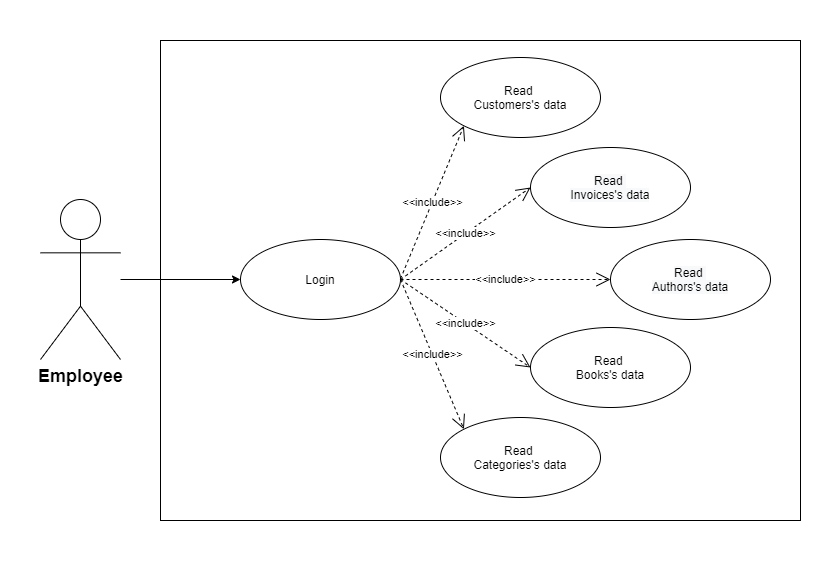 Read
Customers's data
<<include>>
Read
Invoices's data
<<include>>
Employee
Login
<<include>>
Read
Authors's data
<<include>>
Read
Books's data
<<include>>
Read
Categories's data